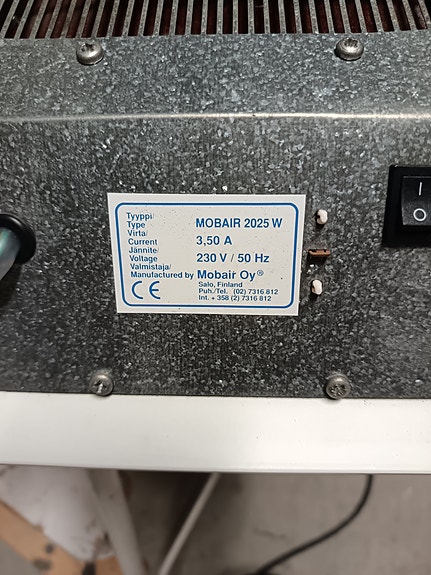 Tyyppi/
Type MOBAIR 2025 W
Virta/
Current 3,50 A
Jännite/
Voltage 230 V / 50 Hz
Valmistaja/
Manufactured by Mobair Oy®
Salo, Finland
Puh./Tel. (02) 7316 812
Int. + 358 (2) 7316 812
CE
I
O